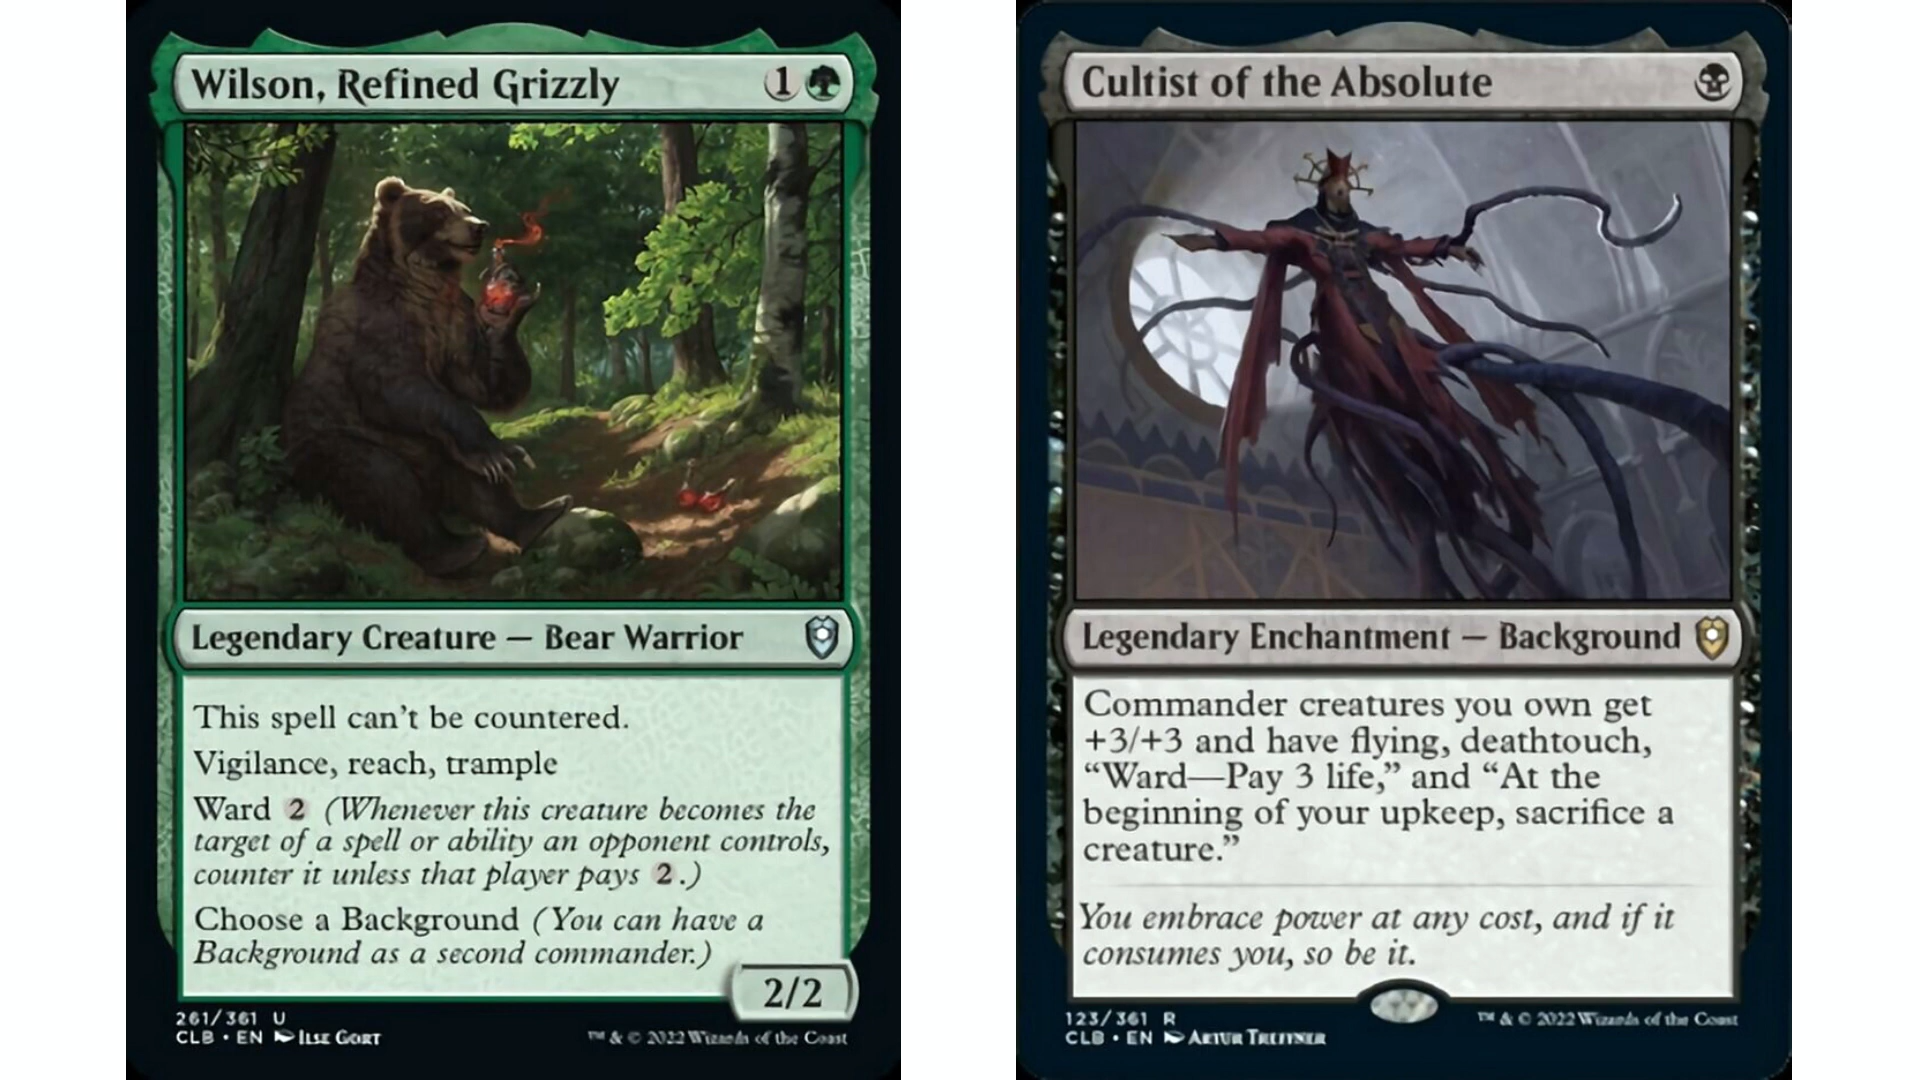 Wilson, Refined Grizzly 1
Legendary Creature — Bear Warrior
This spell can't be countered.
Vigilance, reach, trample
Ward 2 (Whenever this creature becomes the
target of a spell or ability an opponent controls,
counter it unless that player pays 2.)
Choose a Background (You can have a
Background as a second commander.)
2/2
261/361 U
CLB • EN ILSE GORT
™ & © 2022 Wizards of the Coast
Cultist of the Absolute
Legendary Enchantment — Background
Commander creatures you own get
+3/+3 and have flying, deathtouch,
“Ward—Pay 3 life,” and “At the
beginning of your upkeep, sacrifice a
creature.”
You embrace power at any cost, and if it
consumes you, so be it.
123/361 R
CLB • EN ARTUR TREFFNER
™ & © 2022 Wizards of the Coast